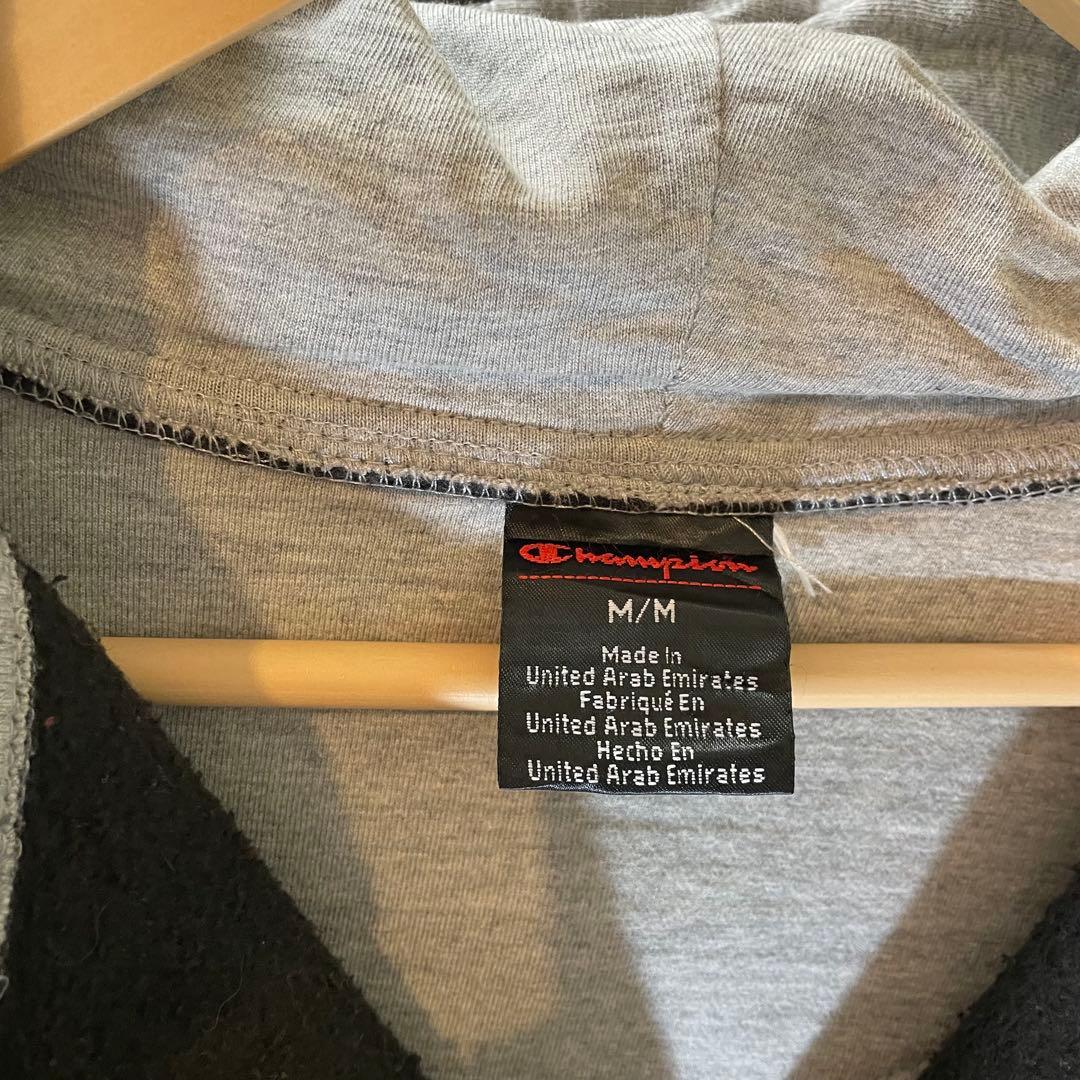 Champion
M/M
Made In
United Arab Emirates
Fabriqué En
United Arab Emirates
Hecho En
United Arab Emirates